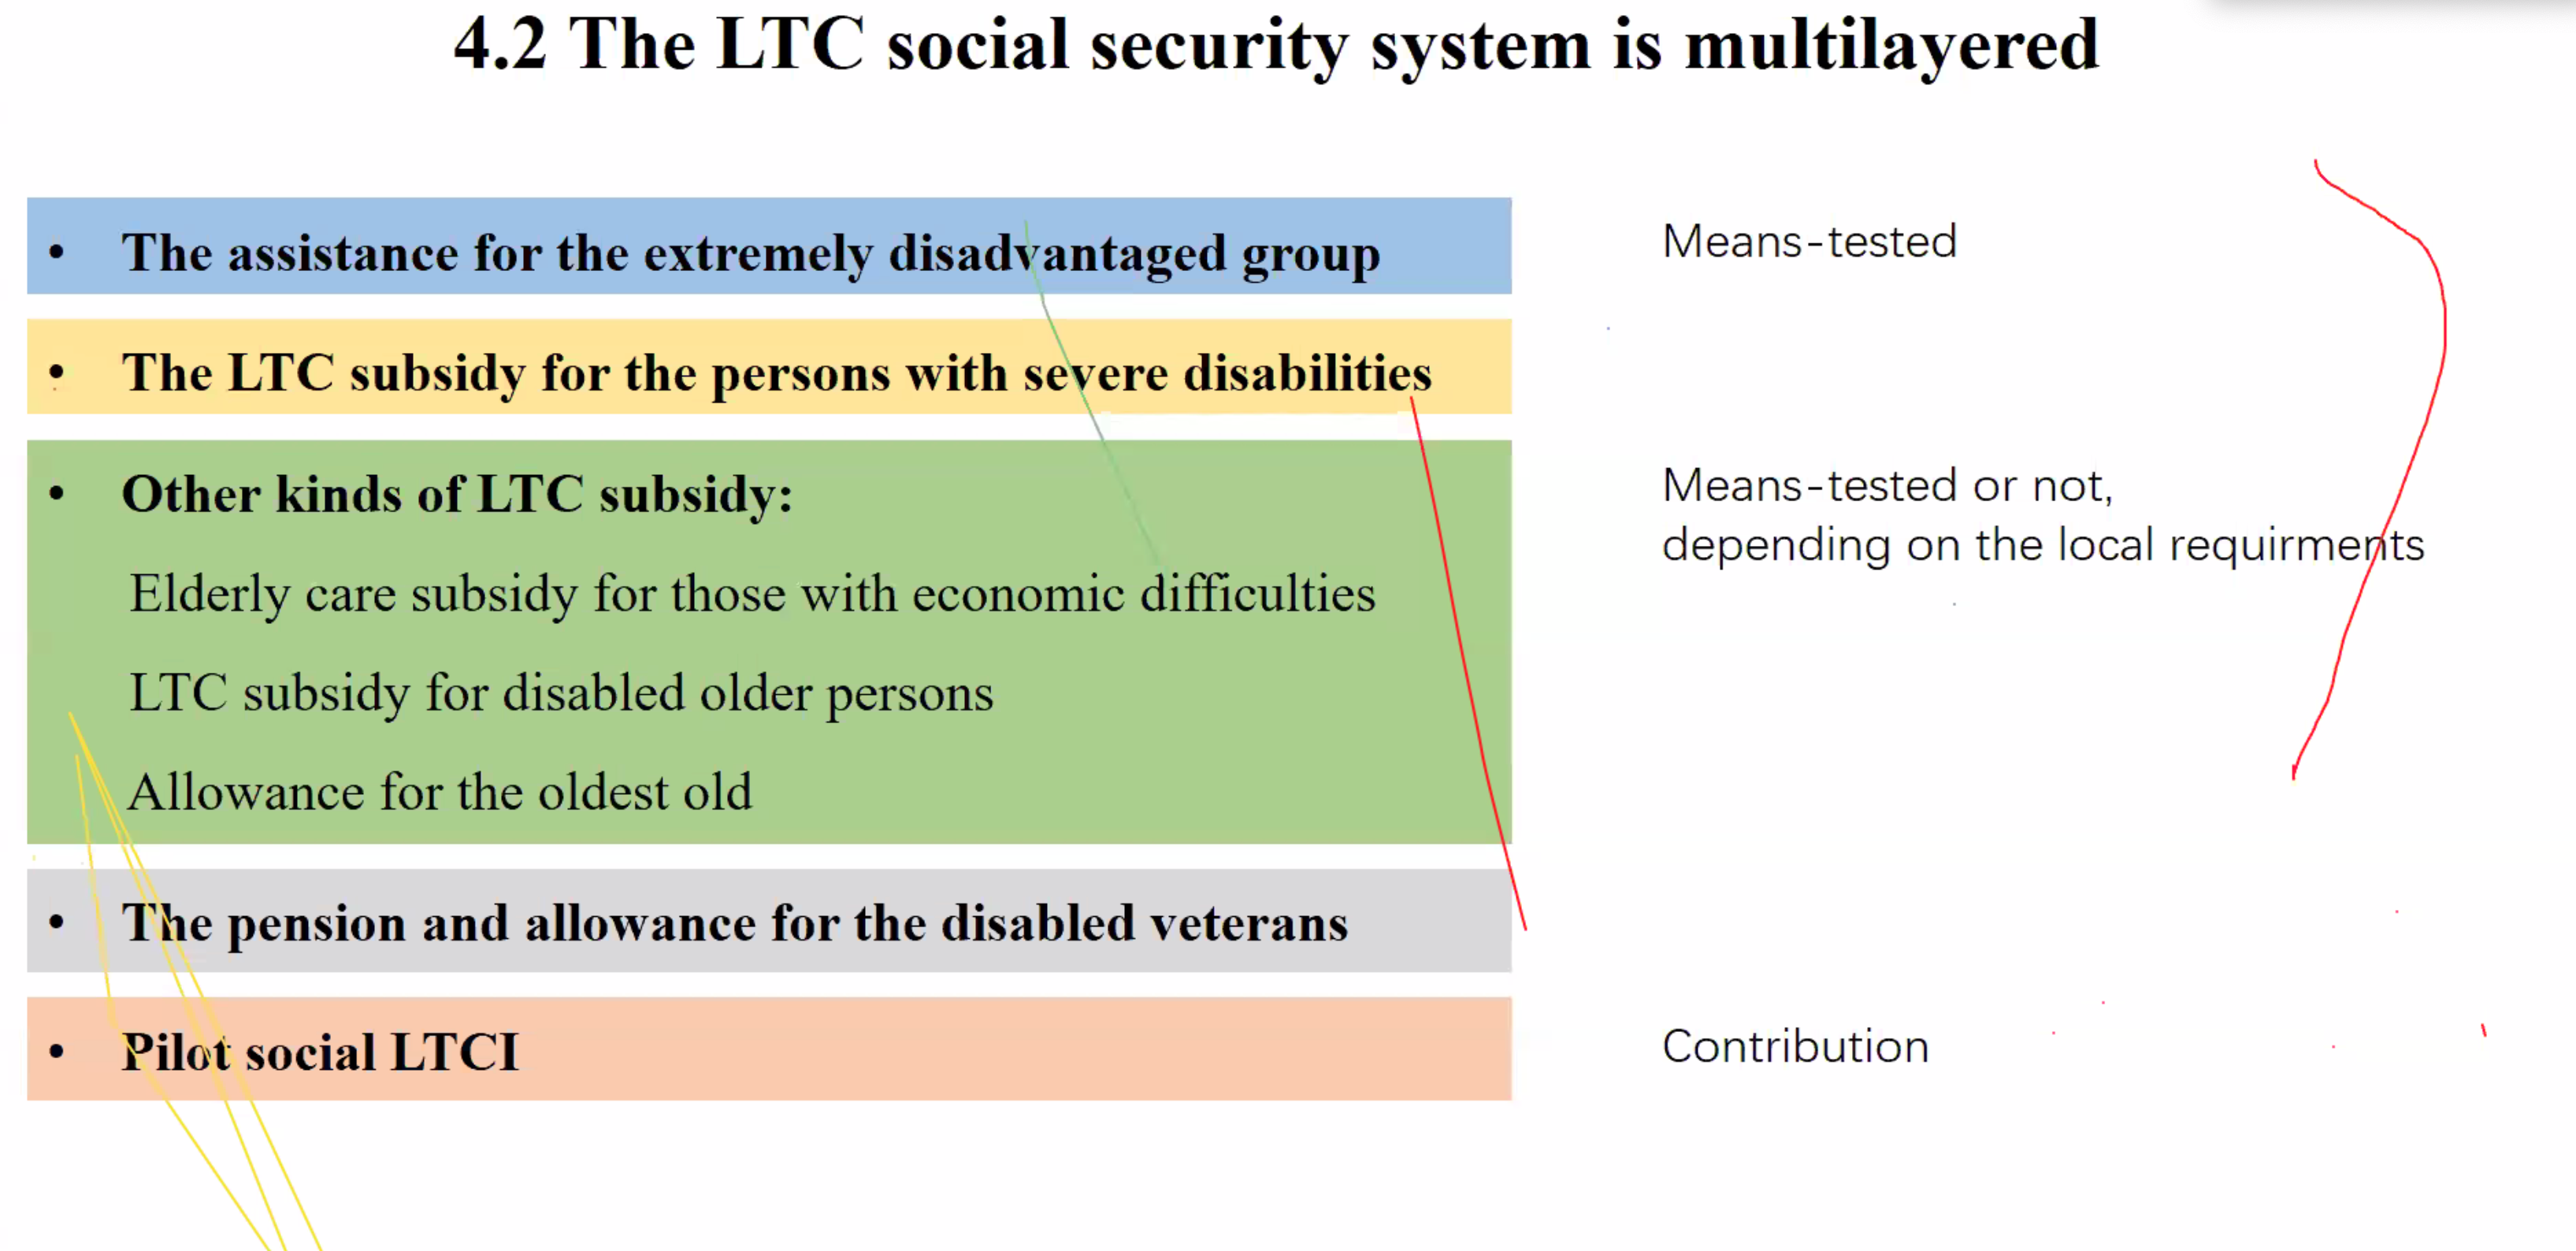 4.2 The LTC social security system is multilayered
• The assistance for the extremely disadvantaged group
Means-tested
• The LTC subsidy for the persons with severe disabilities
• Other kinds of LTC subsidy:
Means-tested or not,
depending on the local requirments
Elderly care subsidy for those with economic difficulties
LTC subsidy for disabled older persons
Allowance for the oldest old
• The pension and allowance for the disabled veterans
• Pilot social LTCI
Contribution